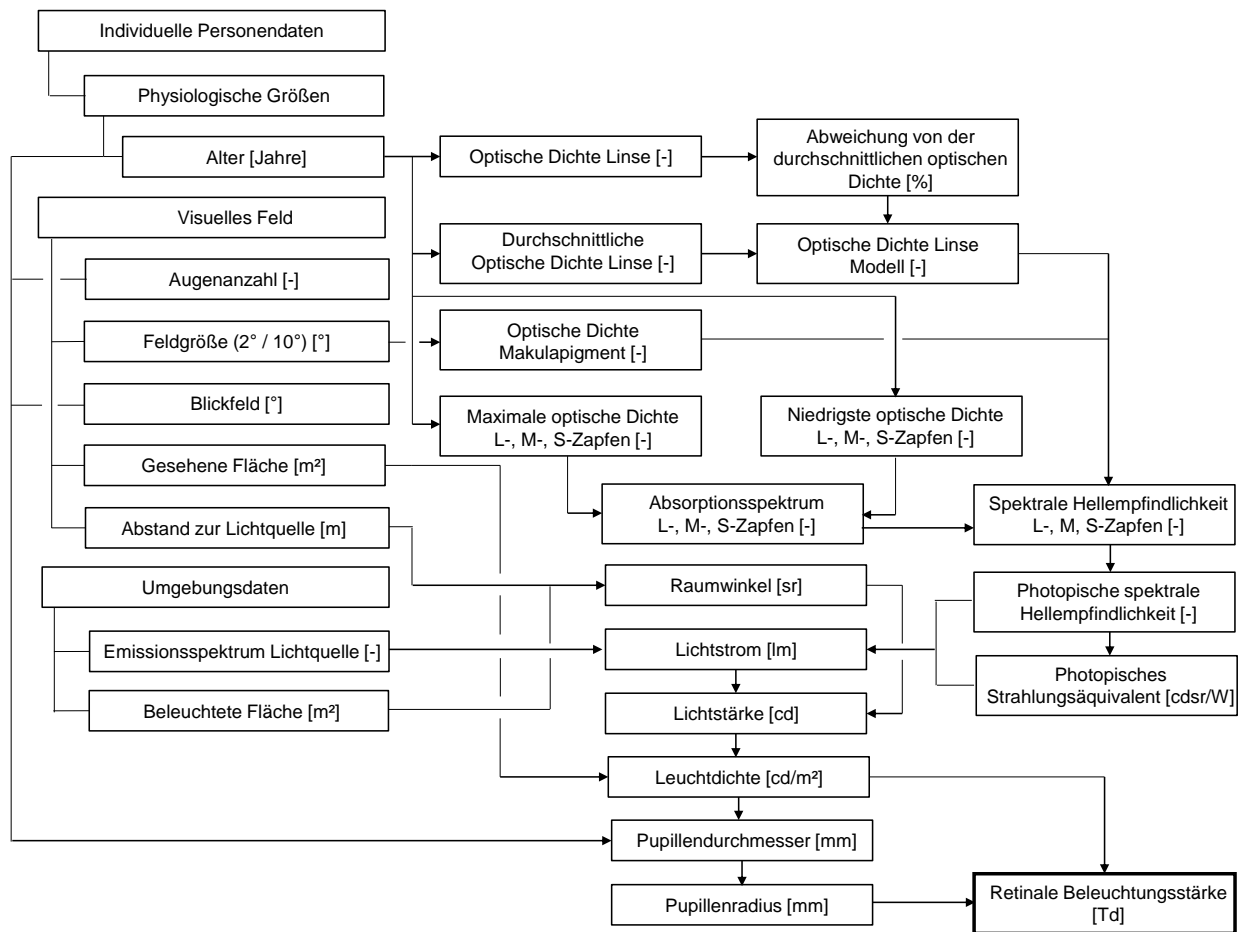 Individuelle Personendaten
Physiologische Größen
Alter [Jahre]
Optische Dichte Linse [-]
Abweichung von der
durchschnittlichen optischen
Dichte [%]
Visuelles Feld
Durchschnittliche
Optische Dichte Linse [-]
Optische Dichte Linse
Modell [-]
Augenanzahl [-]
Feldgröße (2° / 10°) [°]
Optische Dichte
Makulapigment [-]
Blickfeld [°]
Maximale optische Dichte
L-, M-, S-Zapfen [-]
Niedrigste optische Dichte
L-, M-, S-Zapfen [-]
Gesehene Fläche [m²]
Absorptionsspektrum
L-, M-, S-Zapfen [-]
Spektrale Hellempfindlichkeit
L-, M, S-Zapfen [-]
Abstand zur Lichtquelle [m]
Umgebungsdaten
Raumwinkel [sr]
Photopische spektrale
Hellempfindlichkeit [-]
Emissionsspektrum Lichtquelle [-]
Lichtstrom [lm]
Photopisches
Strahlungsäquivalent [cdsr/W]
Beleuchtete Fläche [m²]
Lichtstärke [cd]
Leuchtdichte [cd/m²]
Pupillendurchmesser [mm]
Pupillenradius [mm]
Retinale Beleuchtungsstärke
[Td]